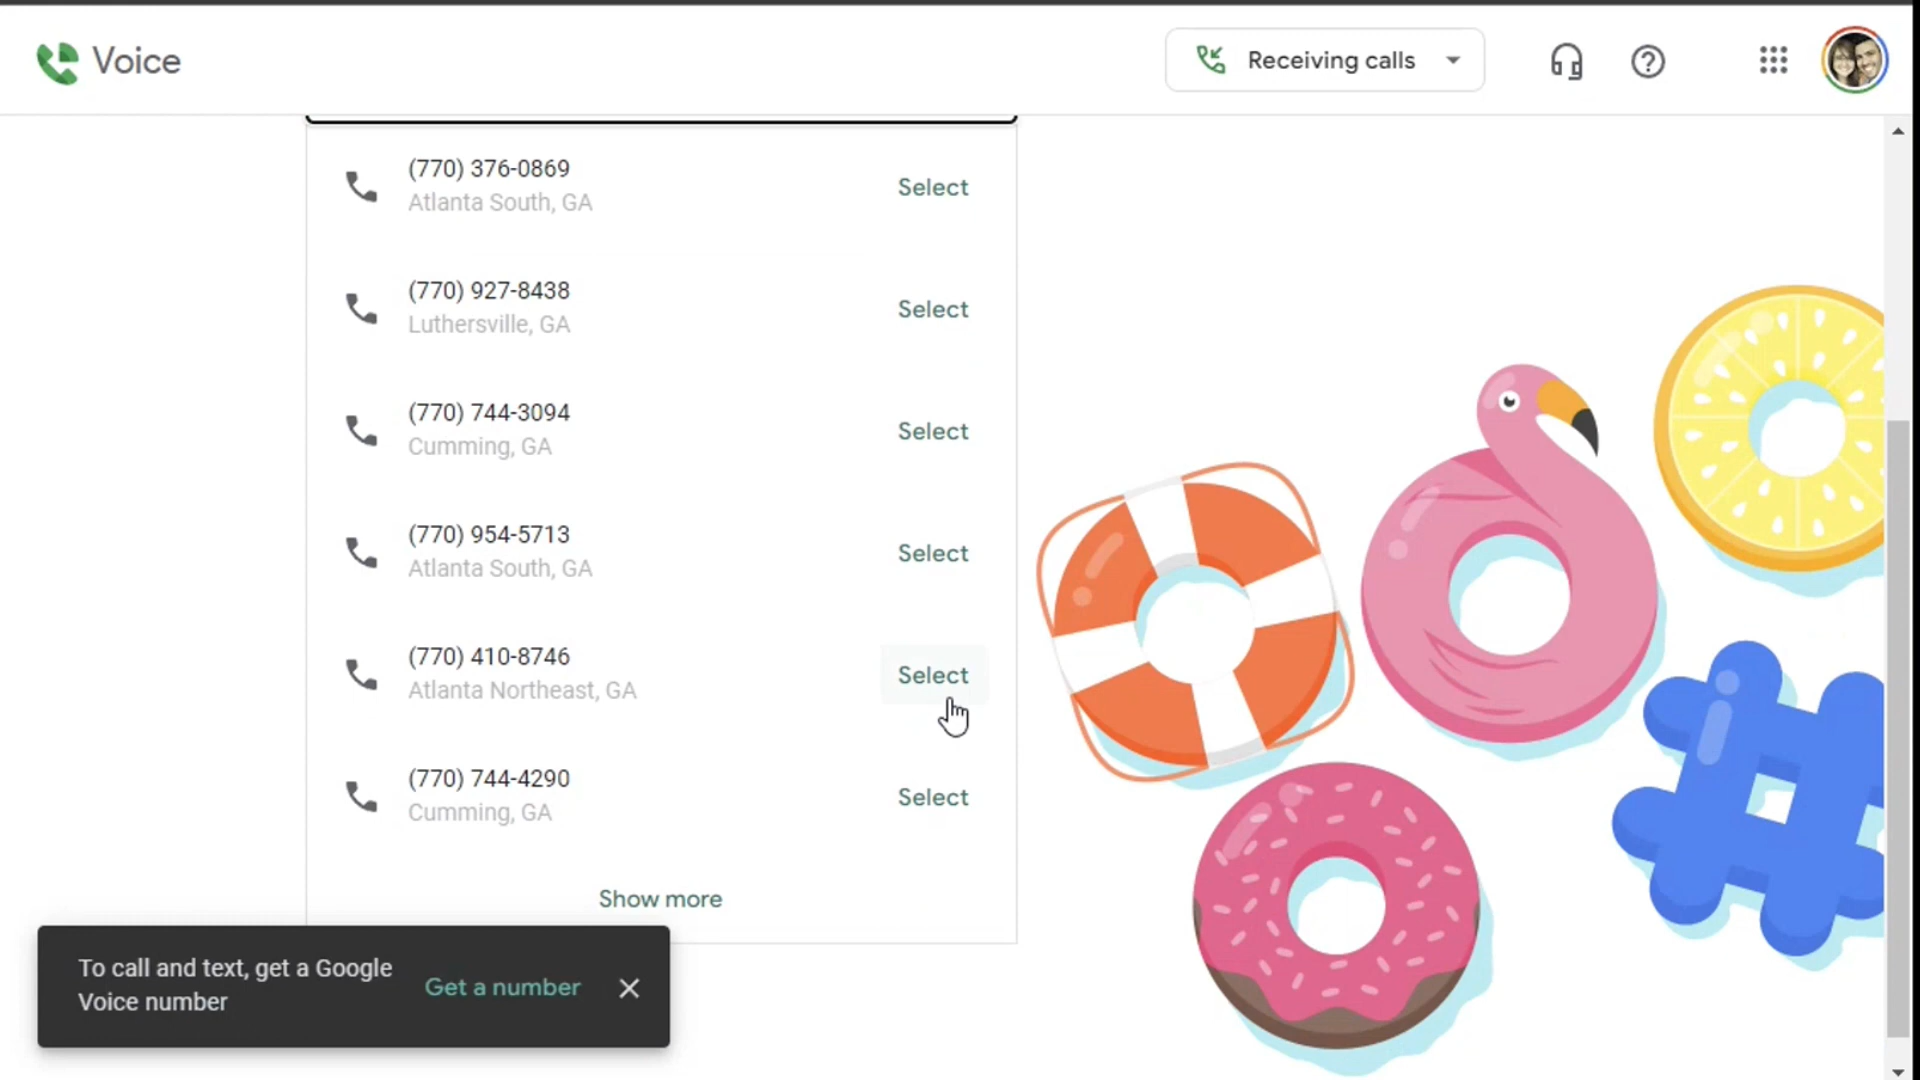 Voice
Receiving calls
(770) 376-0869
Atlanta South, GA
Select
(770) 927-8438
Luthersville, GA
Select
(770) 744-3094
Cumming, GA
Select
(770) 954-5713
Atlanta South, GA
Select
(770) 410-8746
Atlanta Northeast, GA
Select
(770) 744-4290
Cumming, GA
Select
Show more
To call and text, get a Google
Voice number
Get a number